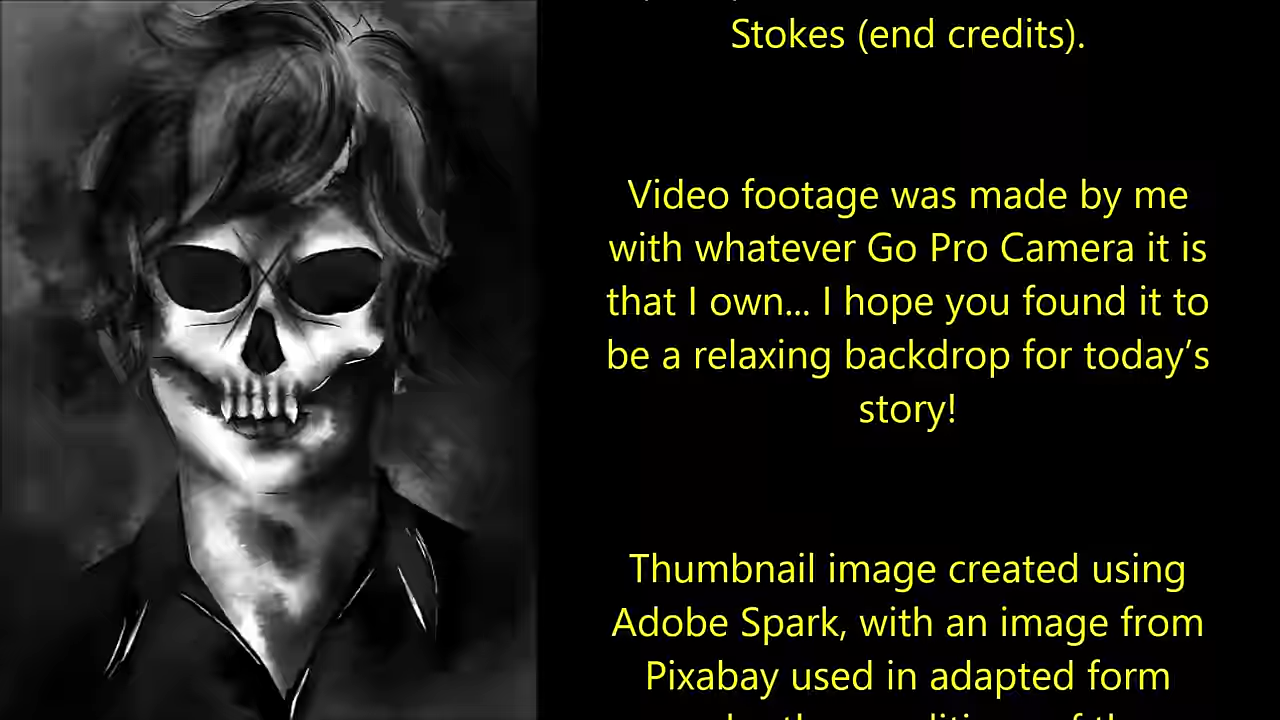 Stokes (end credits).
Video footage was made by me
with whatever Go Pro Camera it is
that I own... I hope you found it to
be a relaxing backdrop for today’s
story!
Thumbnail image created using
Adobe Spark, with an image from
Pixabay used in adapted form